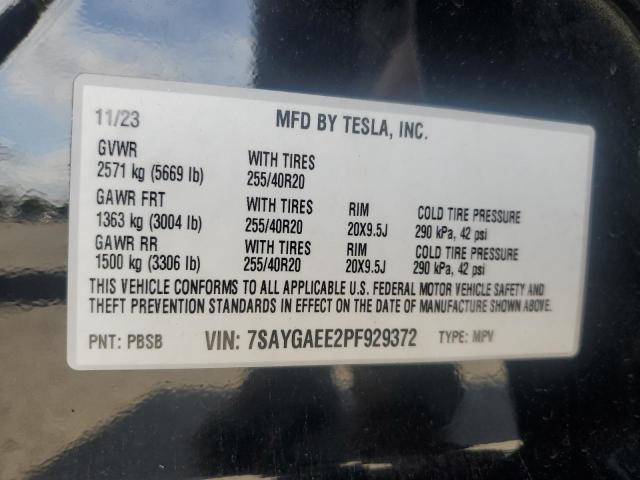 11/23 MFD BY TESLA, INC.
GVWR WITH TIRES
2571 kg (5669 lb) 255/40R20
GAWR FRT WITH TIRES RIM COLD TIRE PRESSURE
1363 kg (3004 lb) 255/40R20 20X9.5J 290 kPa, 42 psi
GAWR RR WITH TIRES RIM COLD TIRE PRESSURE
1500 kg (3306 lb) 255/40R20 20X9.5J 290 kPa, 42 psi
THIS VEHICLE CONFORMS TO ALL APPLICABLE U.S. FEDERAL MOTOR VEHICLE SAFETY AND
THEFT PREVENTION STANDARDS IN EFFECT ON THE DATE OF MANUFACTURE SHOWN ABOVE.
PNT: PBSB VIN: 7SAYGAEE2PF929372 TYPE: MPV